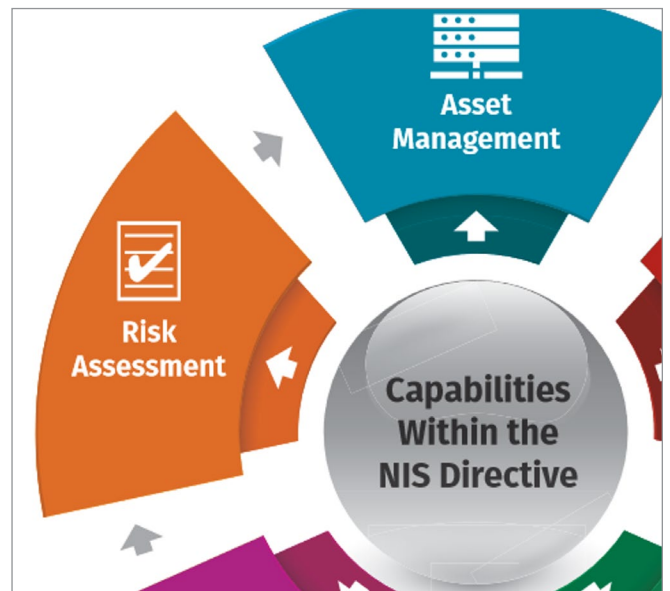 Asset
Management
Risk
Assessment
Capabilities
Within the
NIS Directive